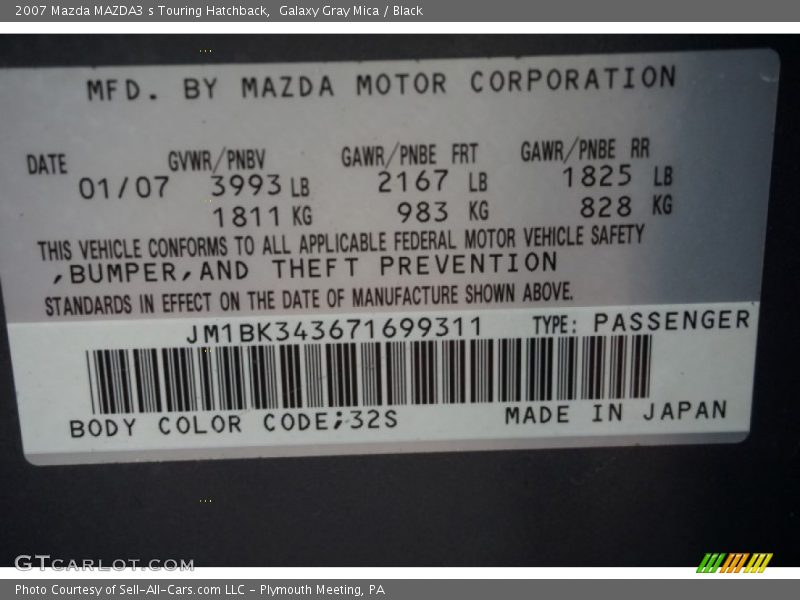 2007 Mazda MAZDA3 s Touring Hatchback,  Galaxy Gray Mica / Black
MFD. BY MAZDA MOTOR CORPORATION
DATE GVWR/PNBV GAWR/PNBE FRT GAWR/PNBE RR
01/07 3993 LB 2167 LB 1825 LB
1811 KG 983 KG 828 KG
THIS VEHICLE CONFORMS TO ALL APPLICABLE FEDERAL MOTOR VEHICLE SAFETY
,BUMPER,AND THEFT PREVENTION
STANDARDS IN EFFECT ON THE DATE OF MANUFACTURE SHOWN ABOVE.
JM1BK343671699311 TYPE: PASSENGER
BODY COLOR CODE;32S MADE IN JAPAN
GTCARLOT.COM
Photo Courtesy of Sell-All-Cars.com LLC - Plymouth Meeting, PA